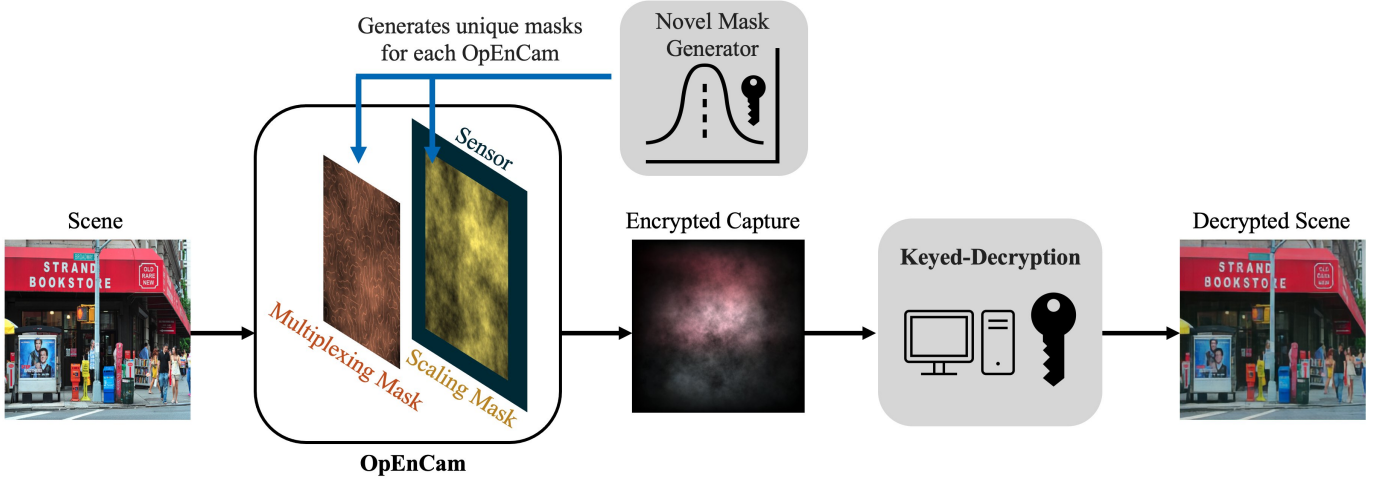 Generates unique masks
for each OpEnCam
Novel Mask
Generator
Sensor
Scene
STRAND
BOOKSTORE
OLD
RARE
NEW
Multiplexing Mask
Scaling Mask
OpEnCam
Encrypted Capture
Keyed-Decryption
Decrypted Scene
STRAND
BOOKSTORE